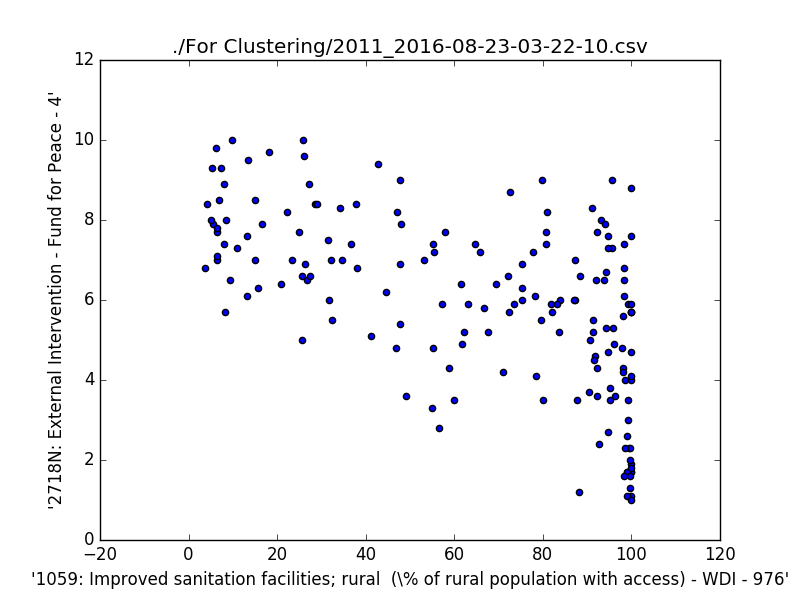 ./For Clustering/2011_2016-08-23-03-22-10.csv
12
10
8
6
4
2
0
'2718N: External Intervention - Fund for Peace - 4'
−20 0 20 40 60 80 100 120
'1059: Improved sanitation facilities; rural  (\% of rural population with access) - WDI - 976'